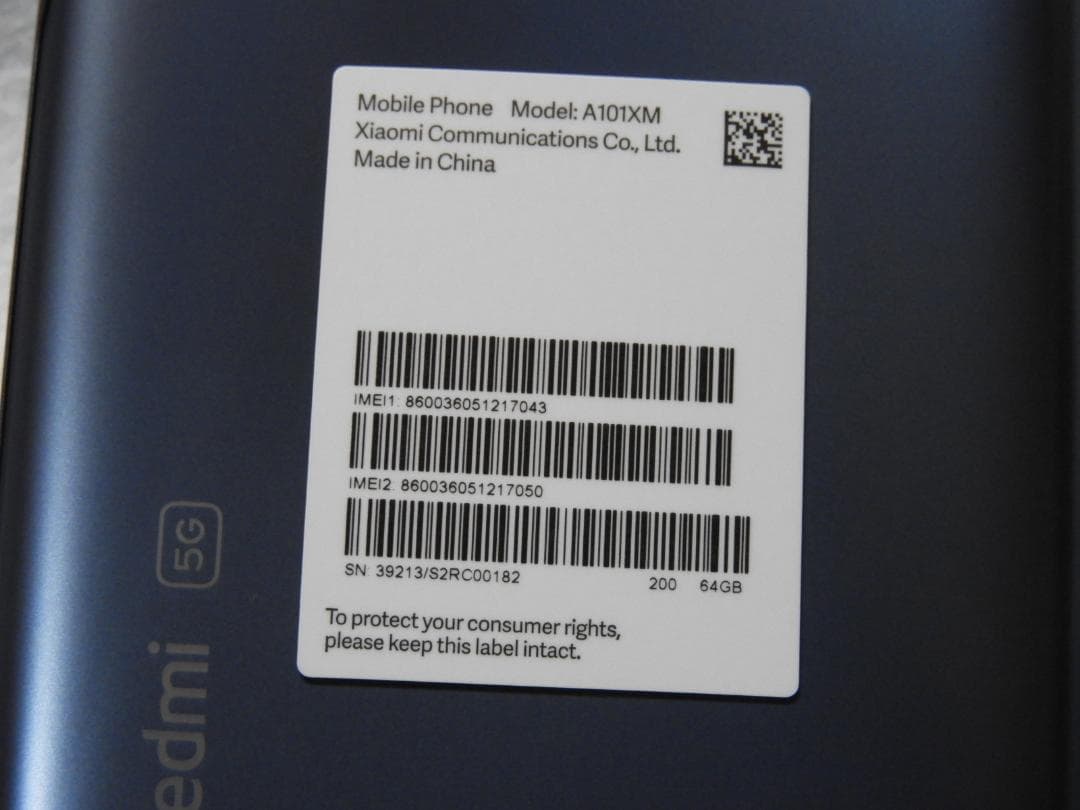 Mobile Phone Model: A101XM
Xiaomi Communications Co., Ltd.
Made in China
IMEI1: 860036051217043
IMEI2: 860036051217050
SN: 39213/S2RC00182 200 64GB
To protect your consumer rights,
please keep this label intact.
edmi 5G